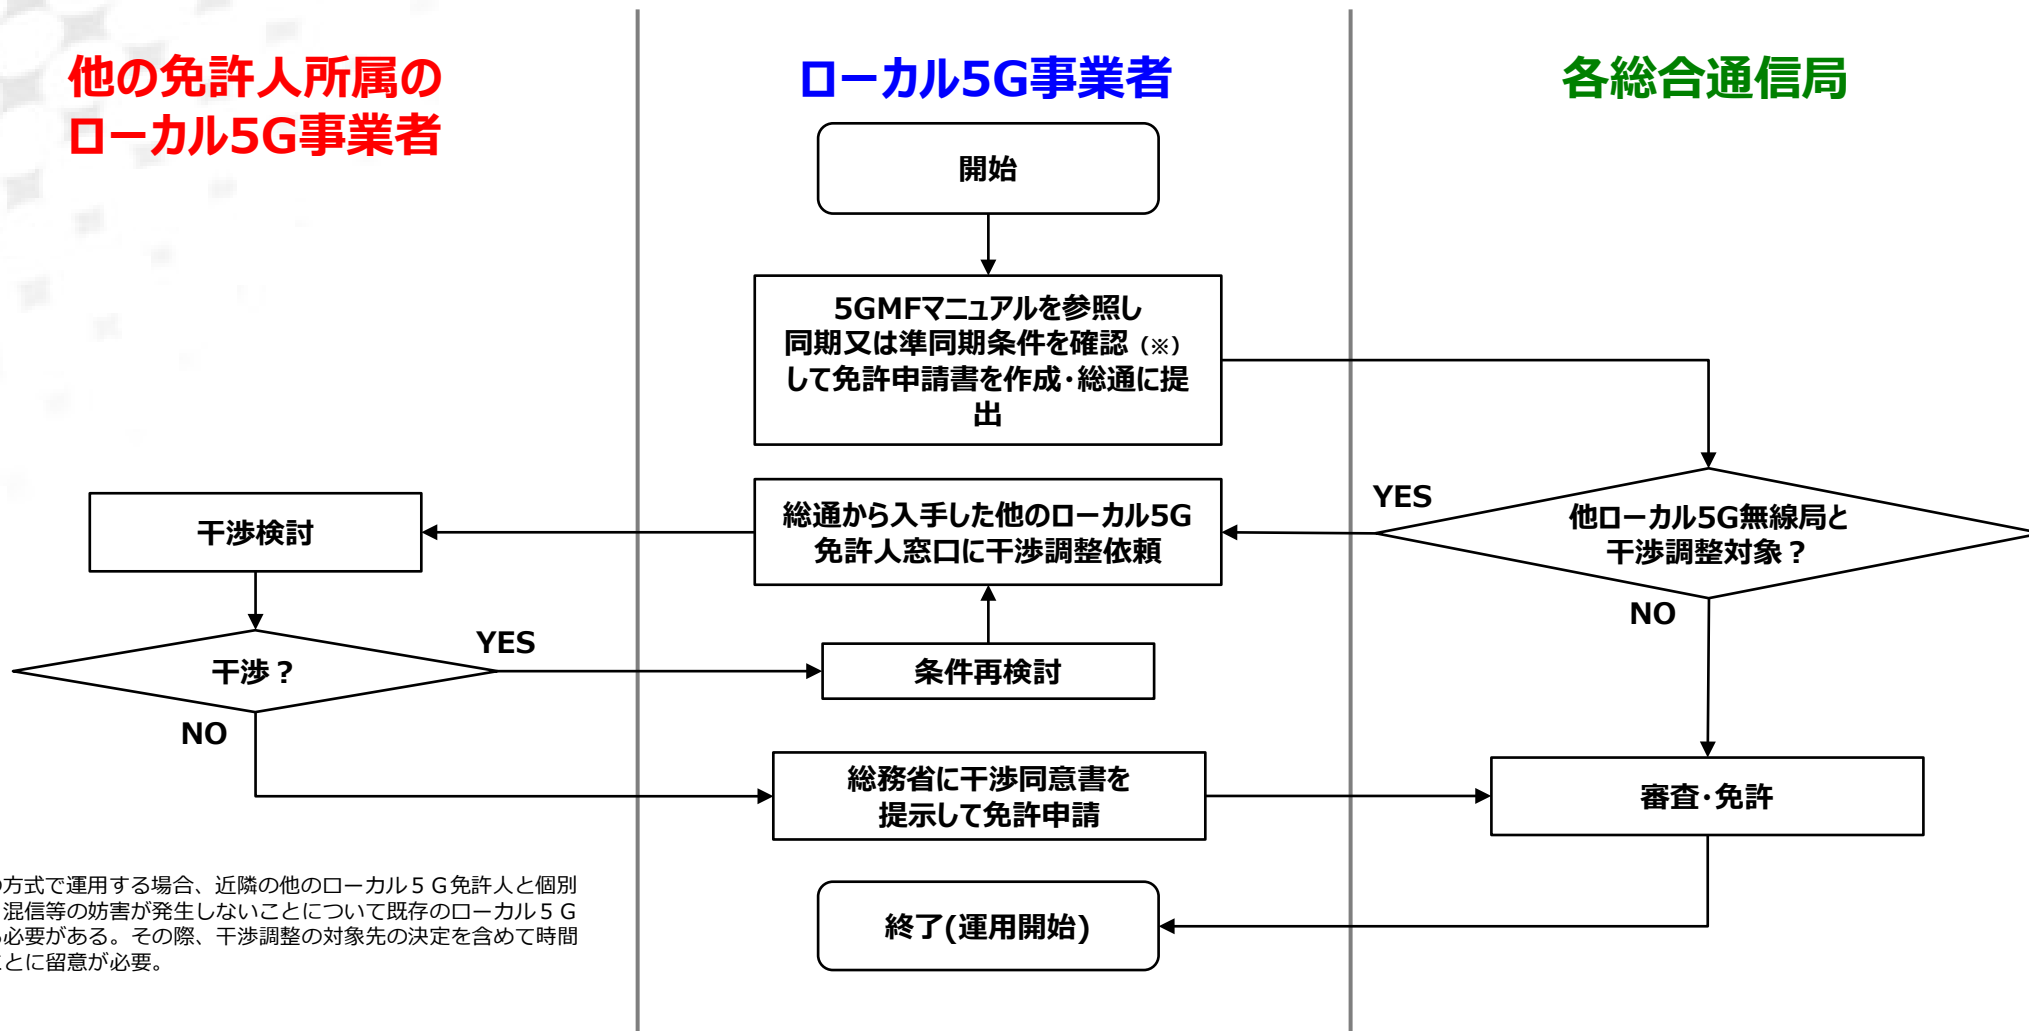 他の免許人所属の
ローカル5G事業者
ローカル5G事業者
各総合通信局
開始
5GMFマニュアルを参照し
同期又は準同期条件を確認（※）
して免許申請書を作成・総通に提
出
他ローカル5G無線局と
干渉調整対象？
YES
NO
総通から入手した他のローカル5G
免許人窓口に干渉調整依頼
干渉検討
干渉？
YES
NO
条件再検討
総務省に干渉同意書を
提示して免許申請
審査・免許
終了(運用開始)
の方式で運用する場合、近隣の他のローカル５Ｇ免許人と個別
混信等の妨害が発生しないことについて既存のローカル５Ｇ
る必要がある。その際、干渉調整の対象先の決定を含めて時間
ことに留意が必要。